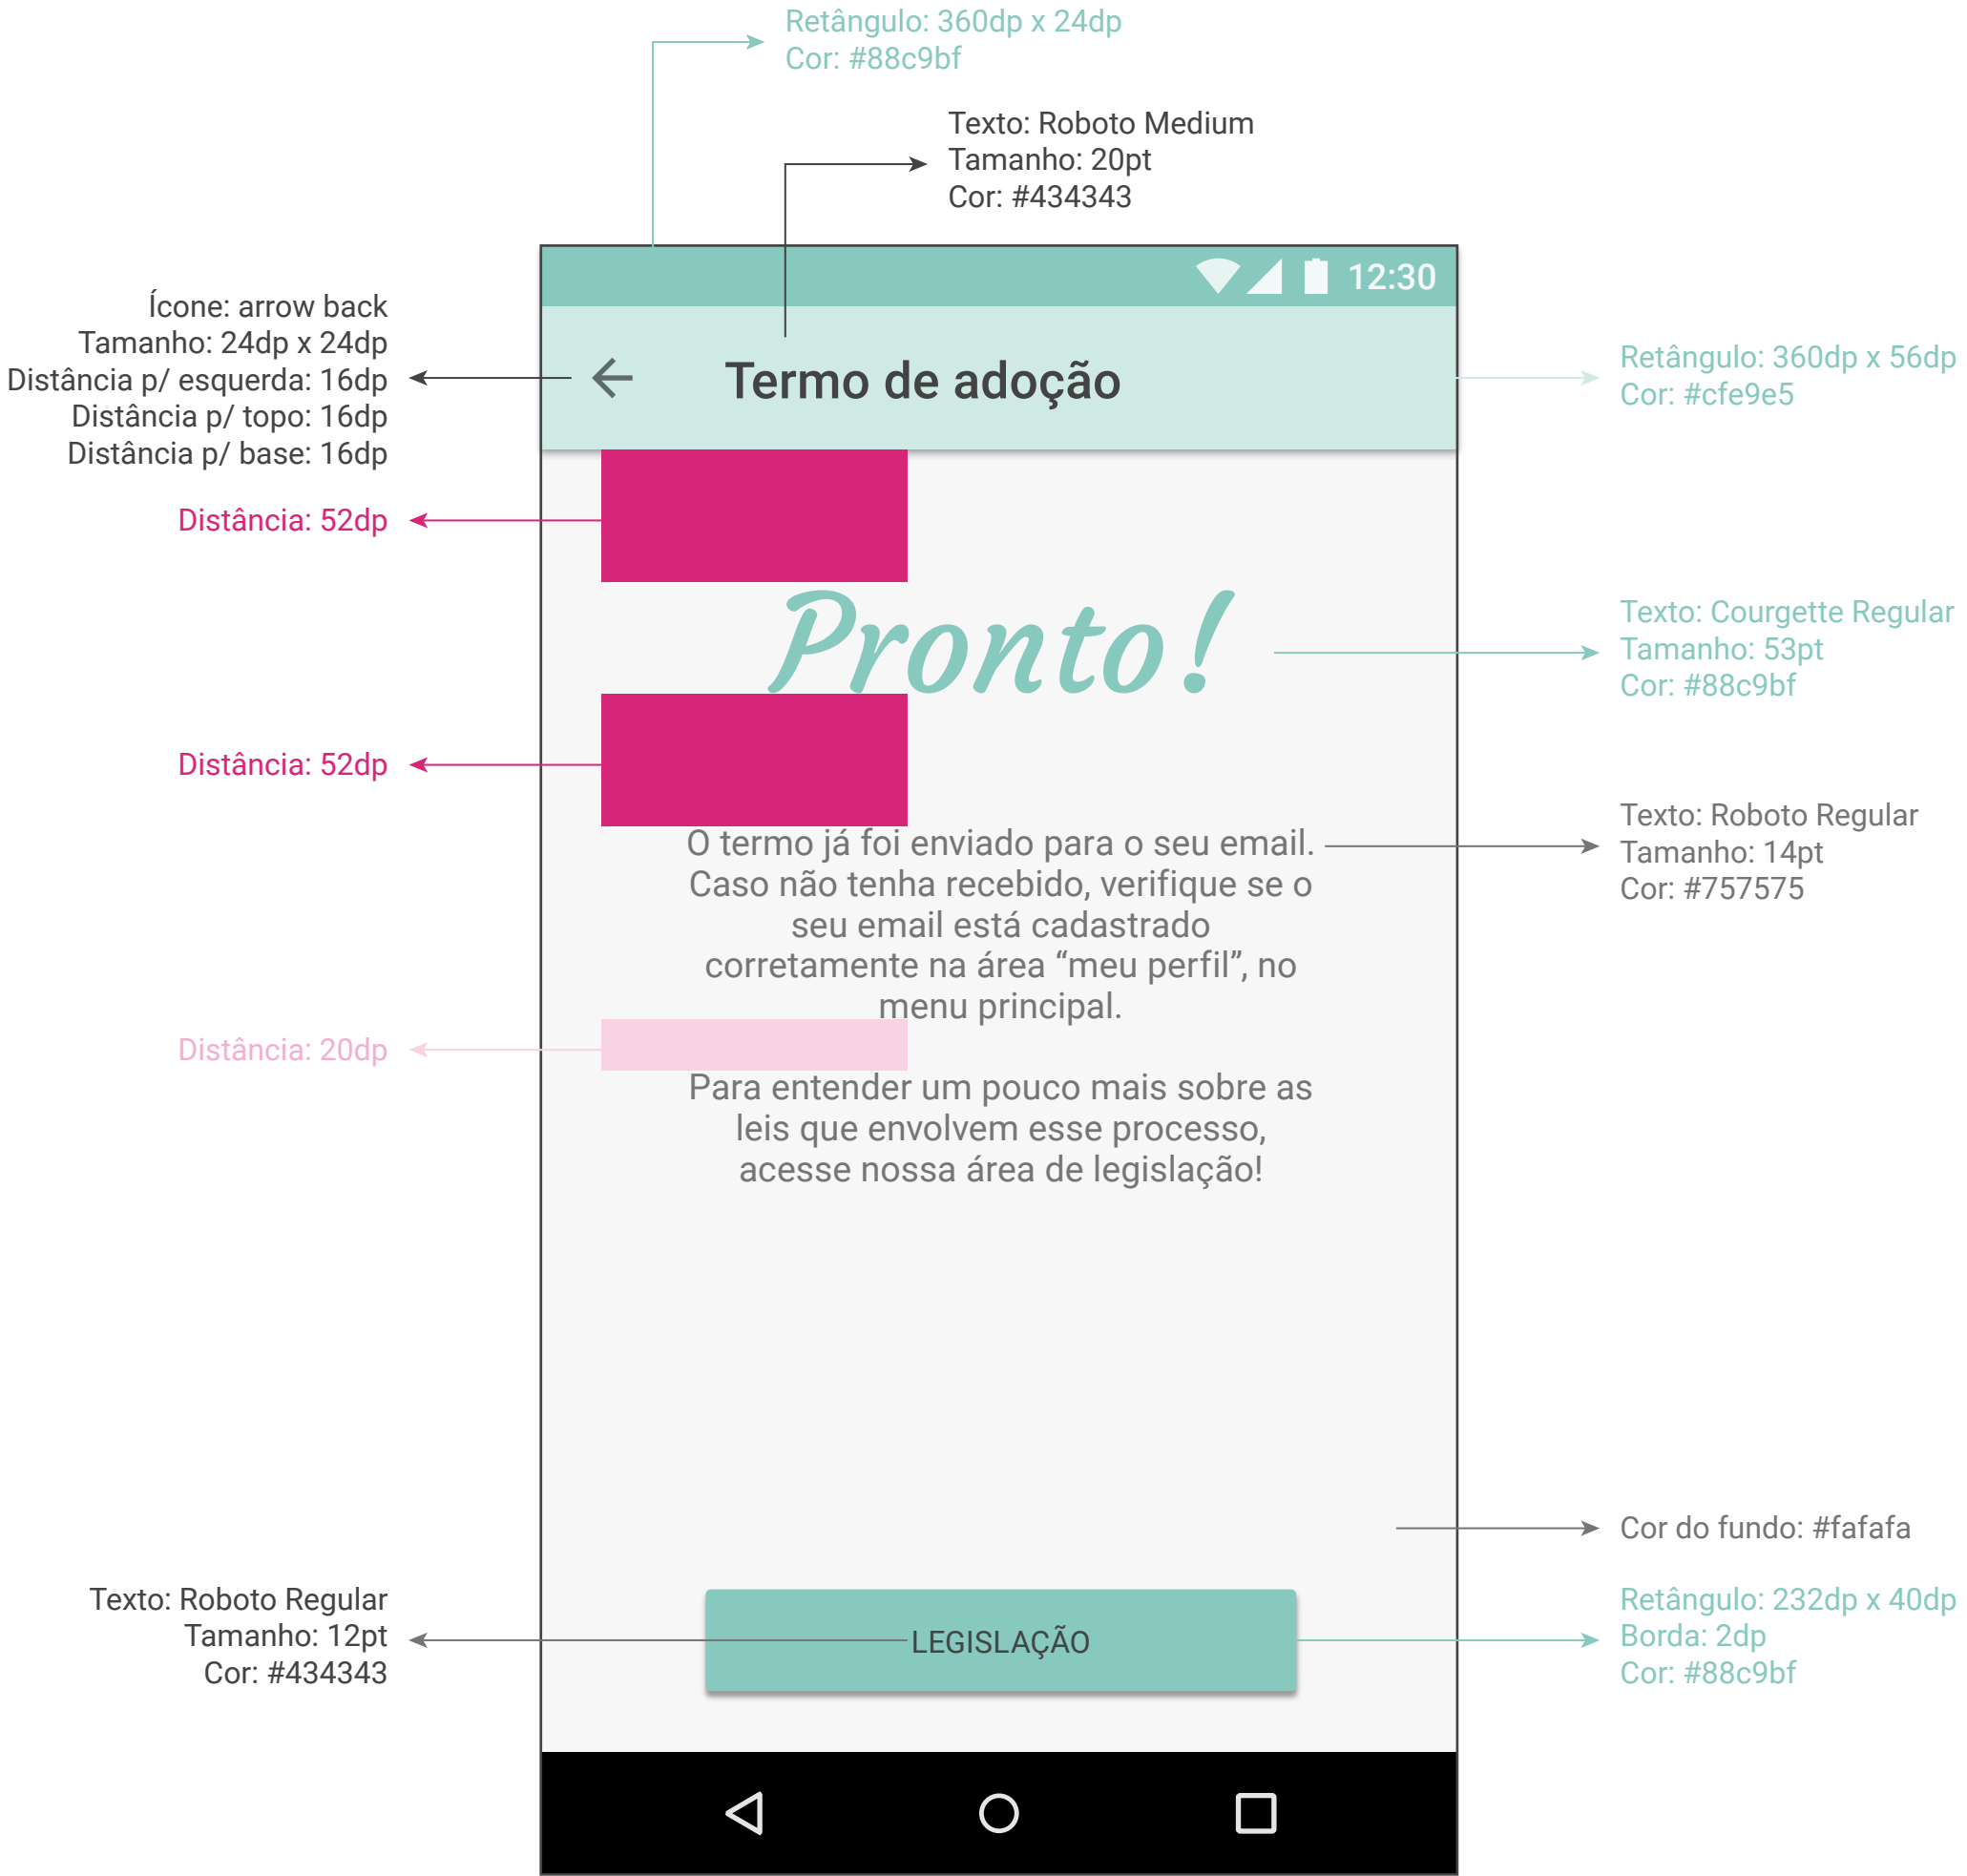 Retângulo: 360dp x 24dp
Cor: #88c9bf
Texto: Roboto Medium
Tamanho: 20pt
Cor: #434343
12:30
Ícone: arrow back
Tamanho: 24dp x 24dp
Distância p/ esquerda: 16dp
Distância p/ topo: 16dp
Distância p/ base: 16dp
Termo de adoção
Retângulo: 360dp x 56dp
Cor: #cfe9e5
Distância: 52dp
Pronto!
Texto: Courgette Regular
Tamanho: 53pt
Cor: #88c9bf
Distância: 52dp
O termo já foi enviado para o seu email.
Caso não tenha recebido, verifique se o
seu email está cadastrado
corretamente na área “meu perfil”, no
menu principal.
Texto: Roboto Regular
Tamanho: 14pt
Cor: #757575
Distância: 20dp
Para entender um pouco mais sobre as
leis que envolvem esse processo,
acesse nossa área de legislação!
Cor do fundo: #fafafa
Texto: Roboto Regular
Tamanho: 12pt
Cor: #434343
LEGISLAÇÃO
Retângulo: 232dp x 40dp
Borda: 2dp
Cor: #88c9bf